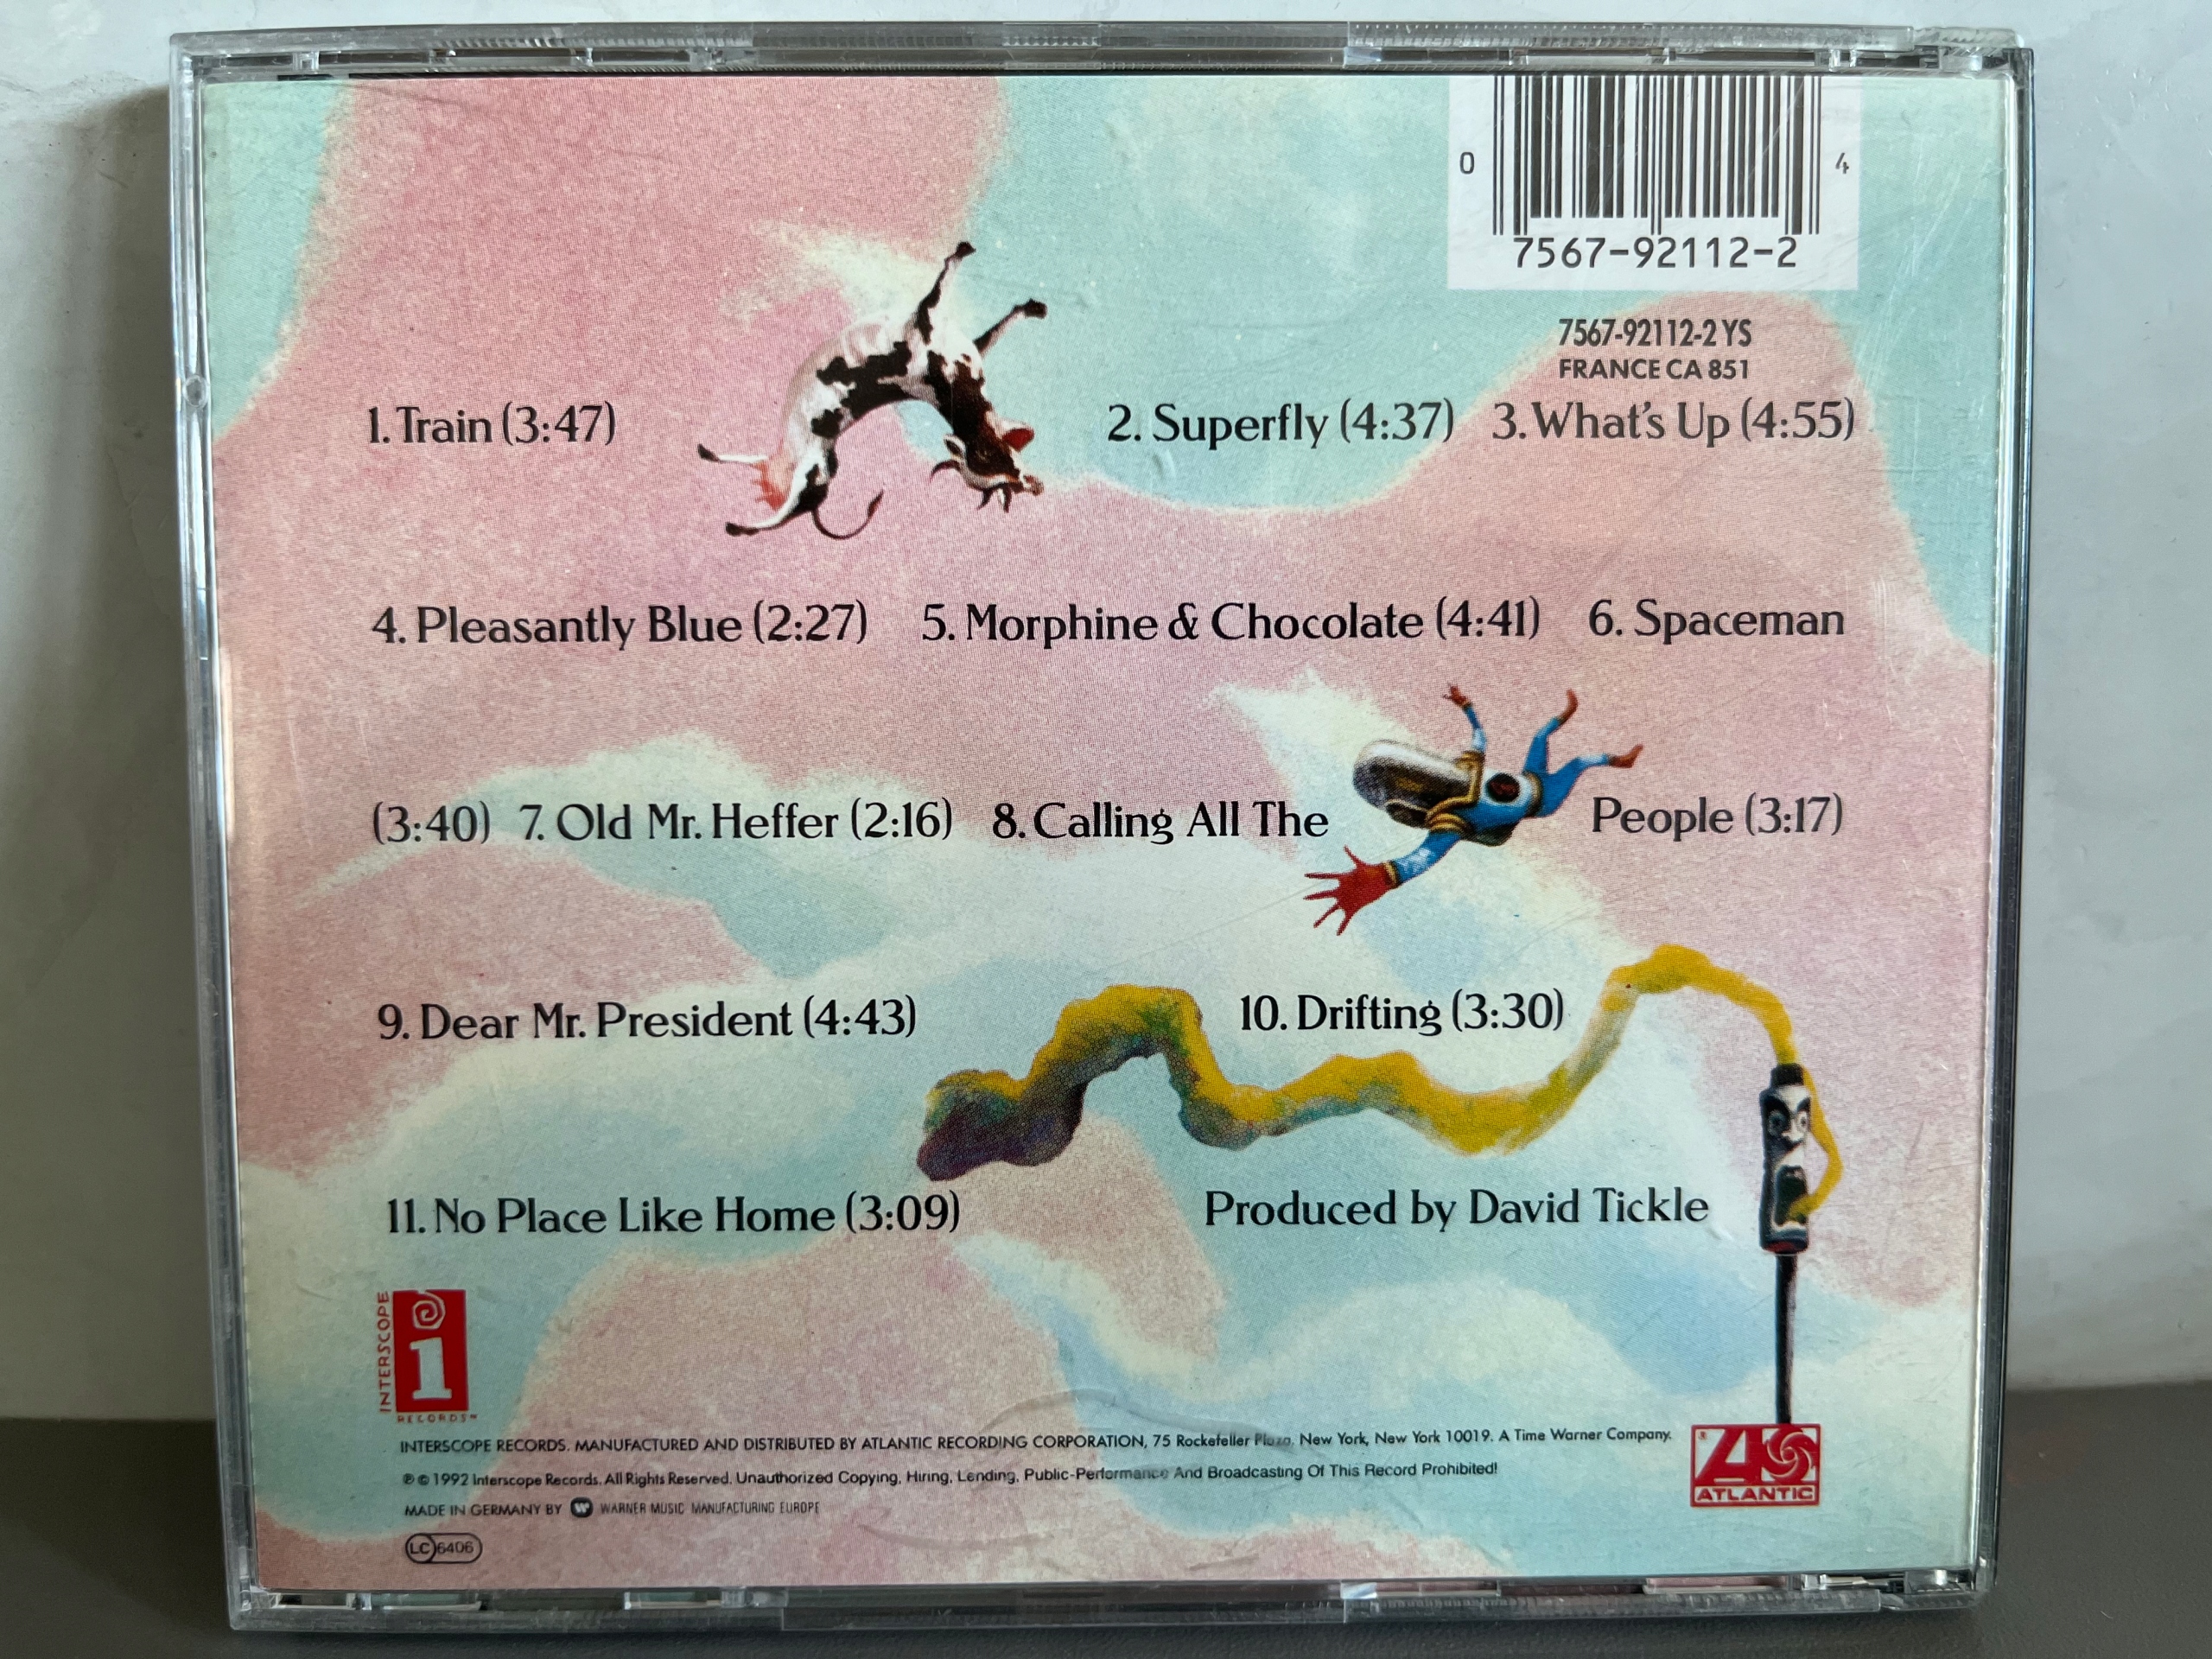 0 4
7567-92112-2
7567-92112-2 YS
FRANCE CA 851
1. Train (3:47) 2. Superfly (4:37) 3. What's Up (4:55)
4. Pleasantly Blue (2:27) 5. Morphine & Chocolate (4:41) 6. Spaceman
(3:40) 7. Old Mr. Heffer (2:16) 8. Calling All The People (3:17)
9. Dear Mr. President (4:43) 10. Drifting (3:30)
11. No Place Like Home (3:09) Produced by David Tickle
INTERSCOPE
i
RECORDS™
INTERSCOPE RECORDS. MANUFACTURED AND DISTRIBUTED BY ATLANTIC RECORDING CORPORATION, 75 Rockefeller Plaza, New York, New York 10019. A Time Warner Company.
℗ © 1992 Interscope Records. All Rights Reserved. Unauthorized Copying, Hiring, Lending, Public-Performance And Broadcasting Of This Record Prohibited!
MADE IN GERMANY BY WARNER MUSIC MANUFACTURING EUROPE
LC 6406
® A
ATLANTIC